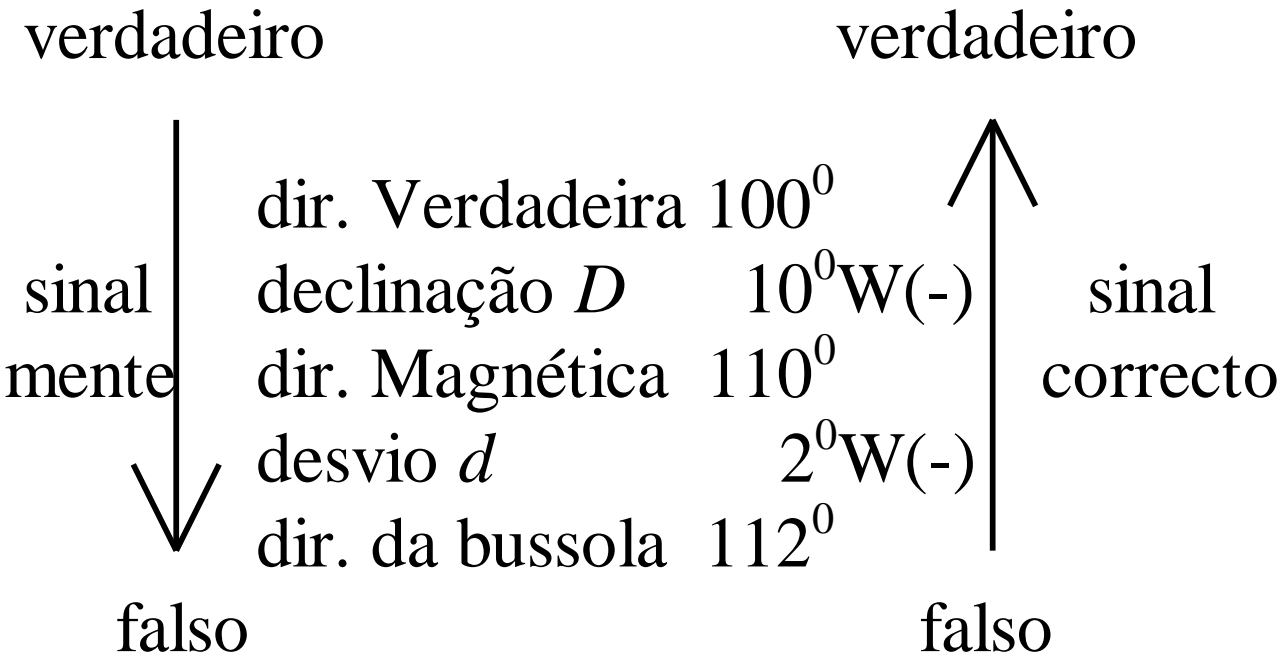 verdadeiro verdadeiro
dir. Verdadeira 100⁰
sinal declinação D 10⁰W(-) sinal
mente dir. Magnética 110⁰ correcto
desvio d 2⁰W(-)
dir. da bussola 112⁰
falso falso